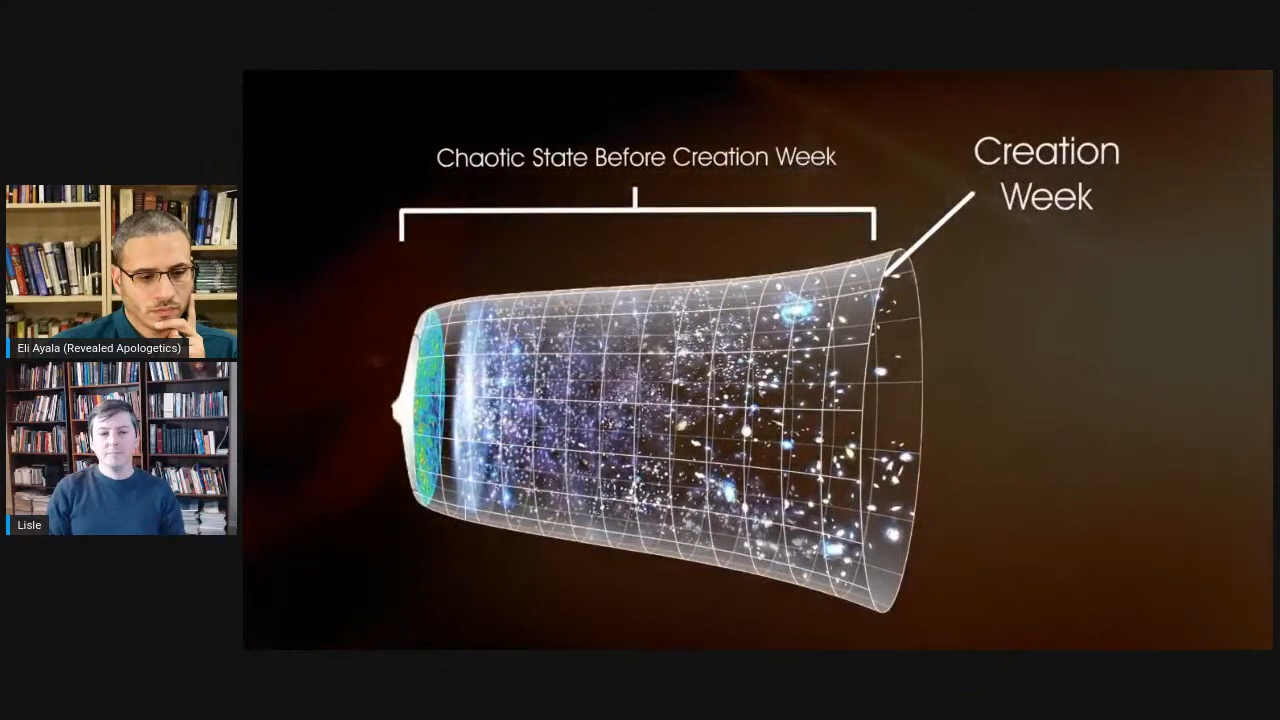 Chaotic State Before Creation Week
Creation
Week
Eli Ayala (Revealed Apologetics)
Lisle